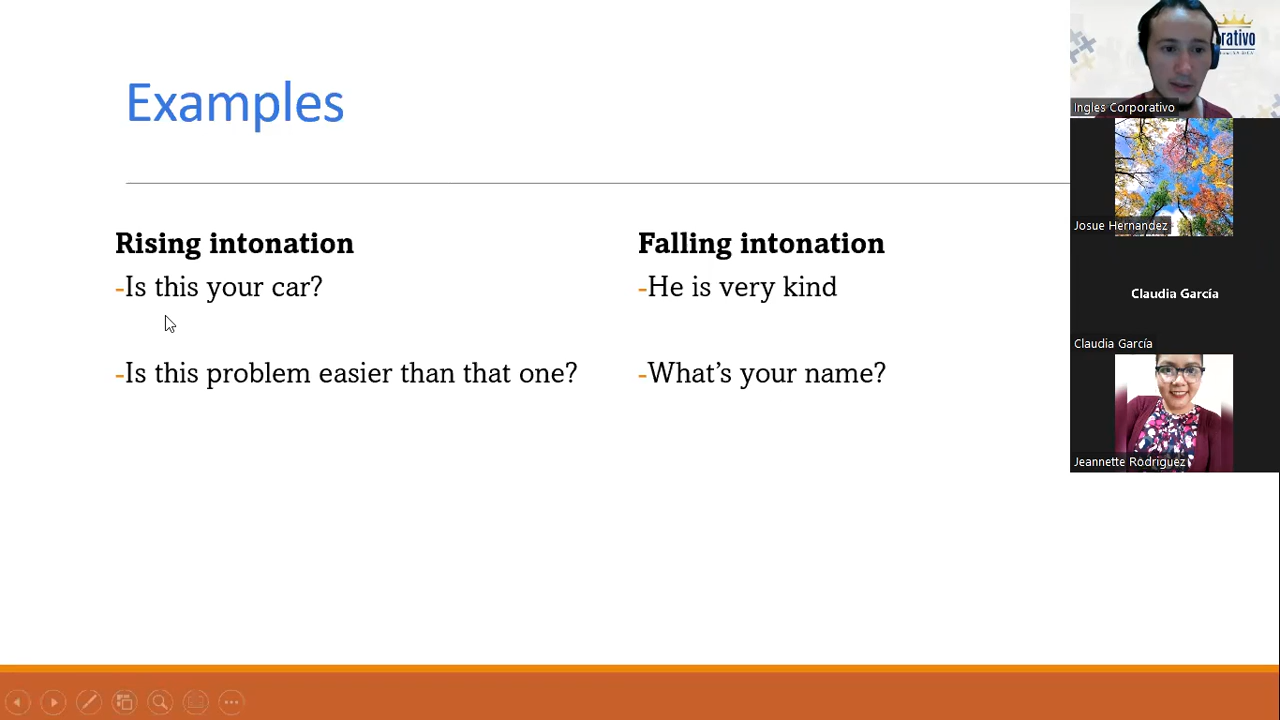 Examples
Rising intonation
-Is this your car?
-Is this problem easier than that one?
Falling intonation
-He is very kind
-What's your name?
rativo
Ingles Corporativo
Josue Hernandez
Claudia García
Claudia García
Jeannette Rodriguez